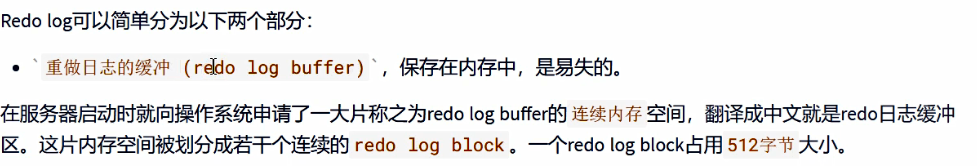 Redo log可以简单分为以下两个部分：
• `重做日志的缓冲 (redo log buffer)`，保存在内存中，是易失的。
在服务器启动时就向操作系统申请了一大片称之为redo log buffer的 连续内存 空间，翻译成中文就是redo日志缓冲
区。这片内存空间被划分成若干个连续的 redo log block 。一个redo log block占用 512字节 大小。